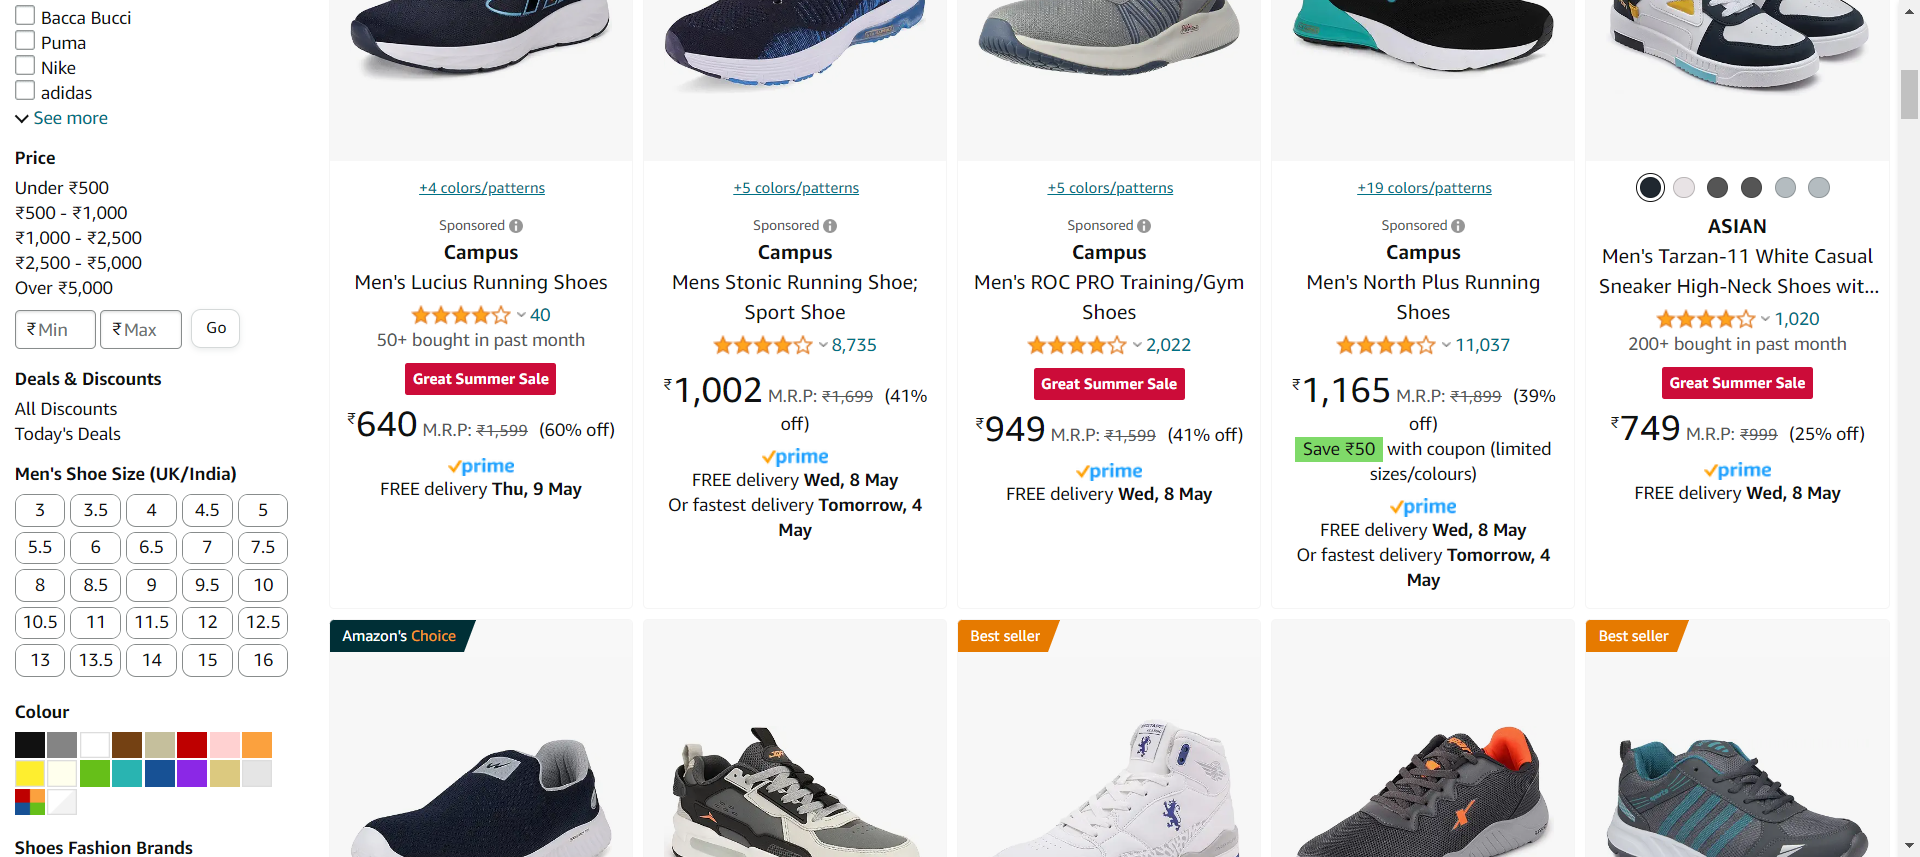 Bacca Bucci
Puma
Nike
adidas
See more
Price
Under ₹500
₹500 - ₹1,000
₹1,000 - ₹2,500
₹2,500 - ₹5,000
Over ₹5,000
₹ Min ₹ Max Go
Deals & Discounts
All Discounts
Today's Deals
Men's Shoe Size (UK/India)
3 3.5 4 4.5 5
5.5 6 6.5 7 7.5
8 8.5 9 9.5 10
10.5 11 11.5 12 12.5
13 13.5 14 15 16
Colour
Shoes Fashion Brands
+4 colors/patterns
Sponsored
Campus
Men's Lucius Running Shoes
40
50+ bought in past month
Great Summer Sale
₹640 M.R.P: ₹1,599 (60% off)
prime
FREE delivery Thu, 9 May
+5 colors/patterns
Sponsored
Campus
Mens Stonic Running Shoe;
Sport Shoe
8,735
₹1,002 M.R.P: ₹1,699 (41%
off)
prime
FREE delivery Wed, 8 May
Or fastest delivery Tomorrow, 4
May
+5 colors/patterns
Sponsored
Campus
Men's ROC PRO Training/Gym
Shoes
2,022
Great Summer Sale
₹949 M.R.P: ₹1,599 (41% off)
prime
FREE delivery Wed, 8 May
+19 colors/patterns
Sponsored
Campus
Men's North Plus Running
Shoes
11,037
₹1,165 M.R.P: ₹1,899 (39%
off)
Save ₹50 with coupon (limited
sizes/colours)
prime
FREE delivery Wed, 8 May
Or fastest delivery Tomorrow, 4
May
ASIAN
Men's Tarzan-11 White Casual
Sneaker High-Neck Shoes wit...
1,020
200+ bought in past month
Great Summer Sale
₹749 M.R.P: ₹999 (25% off)
prime
FREE delivery Wed, 8 May
Amazon's Choice
Best seller
Best seller